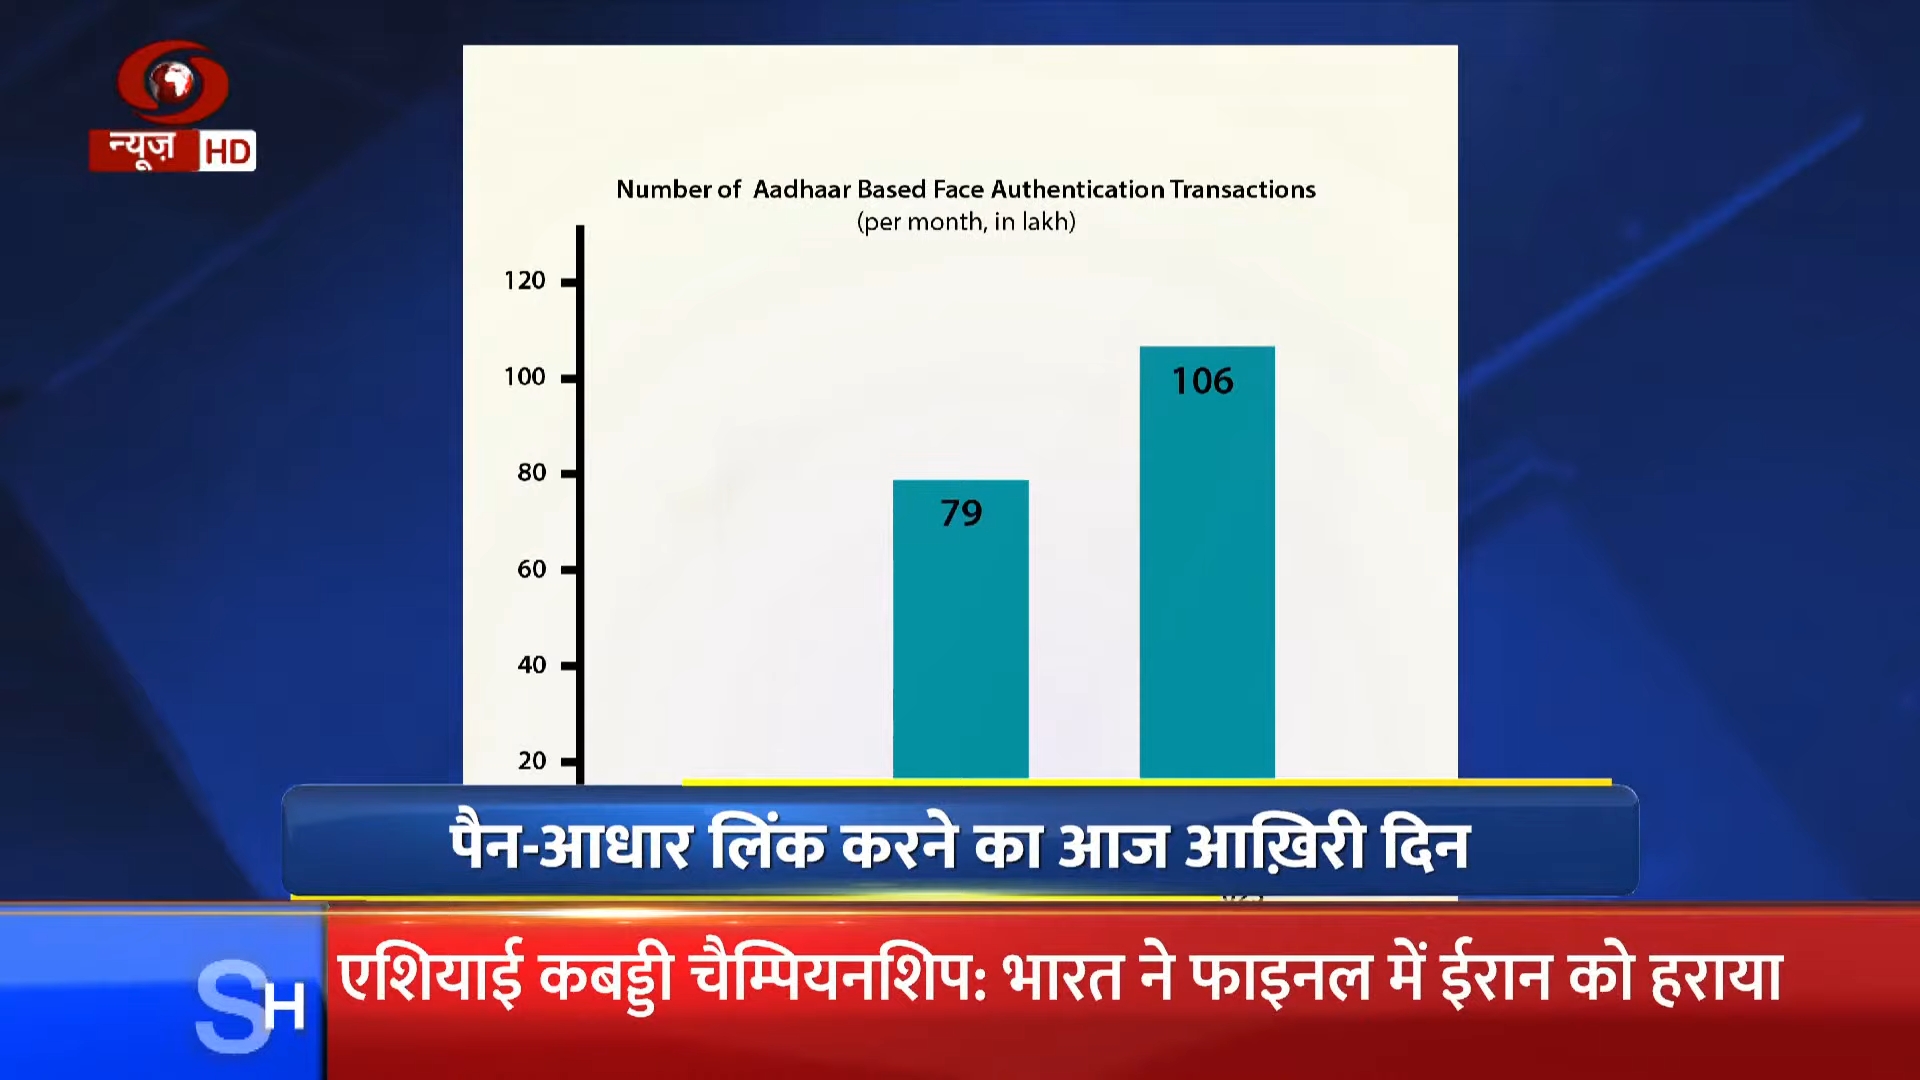 न्यूज़ HD
Number of Aadhaar Based Face Authentication Transactions
(per month, in lakh)
120
100
80
60
40
20
106
79
पैन-आधार लिंक करने का आज आख़िरी दिन
SH
एशियाई कबड्डी चैम्पियनशिप: भारत ने फाइनल में ईरान को हराया